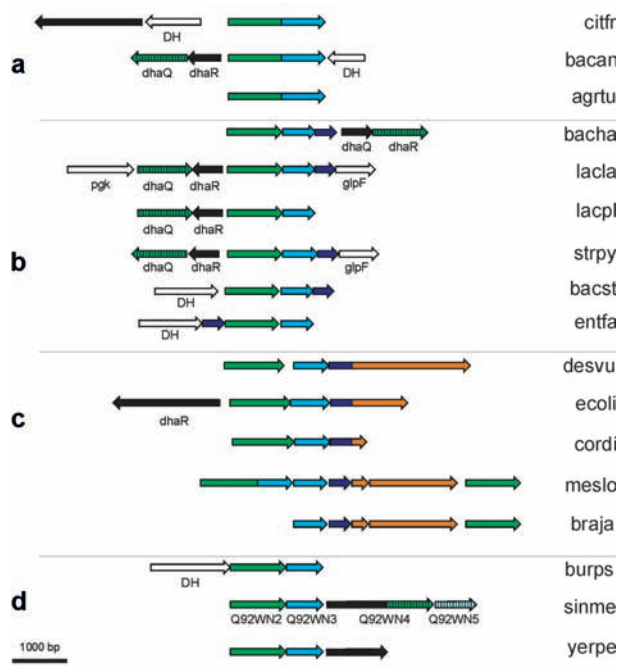 citfr
DH
a
bacan
dhaQ dhaR DH
agrtu
bacha
dhaQ dhaR
lacla
pgk dhaQ dhaR glpF
lacpl
dhaQ dhaR
b
strpy
dhaQ dhaR glpF
bacst
DH
entfa
DH
desvu
c
ecoli
dhaR
cordi
meslo
braja
burps
DH
d
sinme
Q92WN2 Q92WN3 Q92WN4 Q92WN5
1000 bp
yerpe